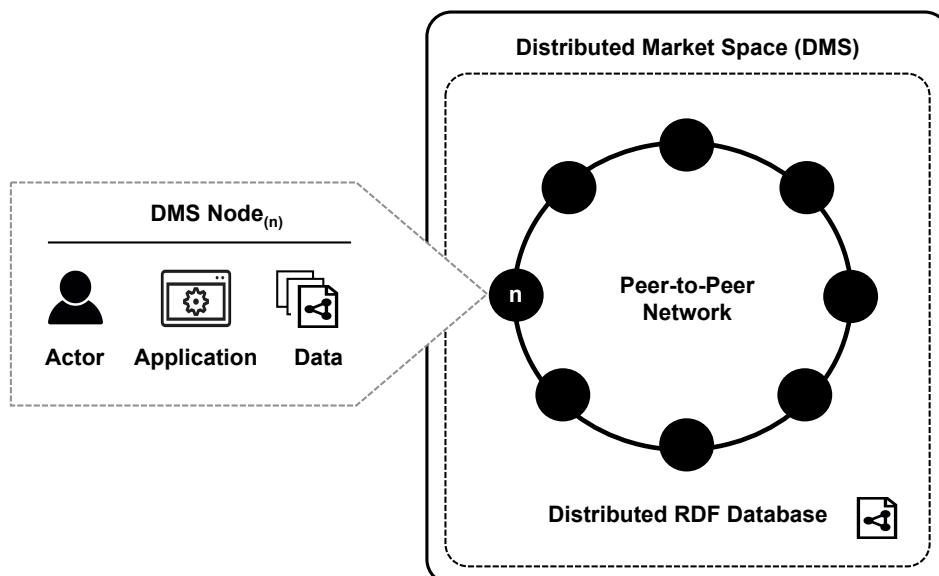 Distributed Market Space (DMS)
DMS Node(n)
Actor Application Data
n
Peer-to-Peer
Network
Distributed RDF Database